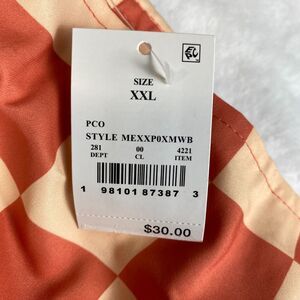 SIZE
XXL
PCO
STYLE MEXXP0XMWB
281 00 4221
DEPT CL ITEM
1 98101 87387 3
$30.00